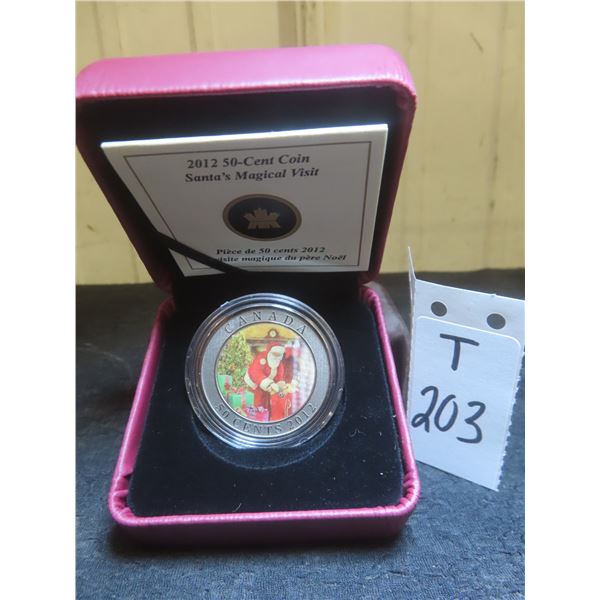 2012 50-Cent Coin
Santa's Magical Visit
Pièce de 50 cents 2012
visite magique du père Noël
CANADA
50 CENTS 2012
T
203